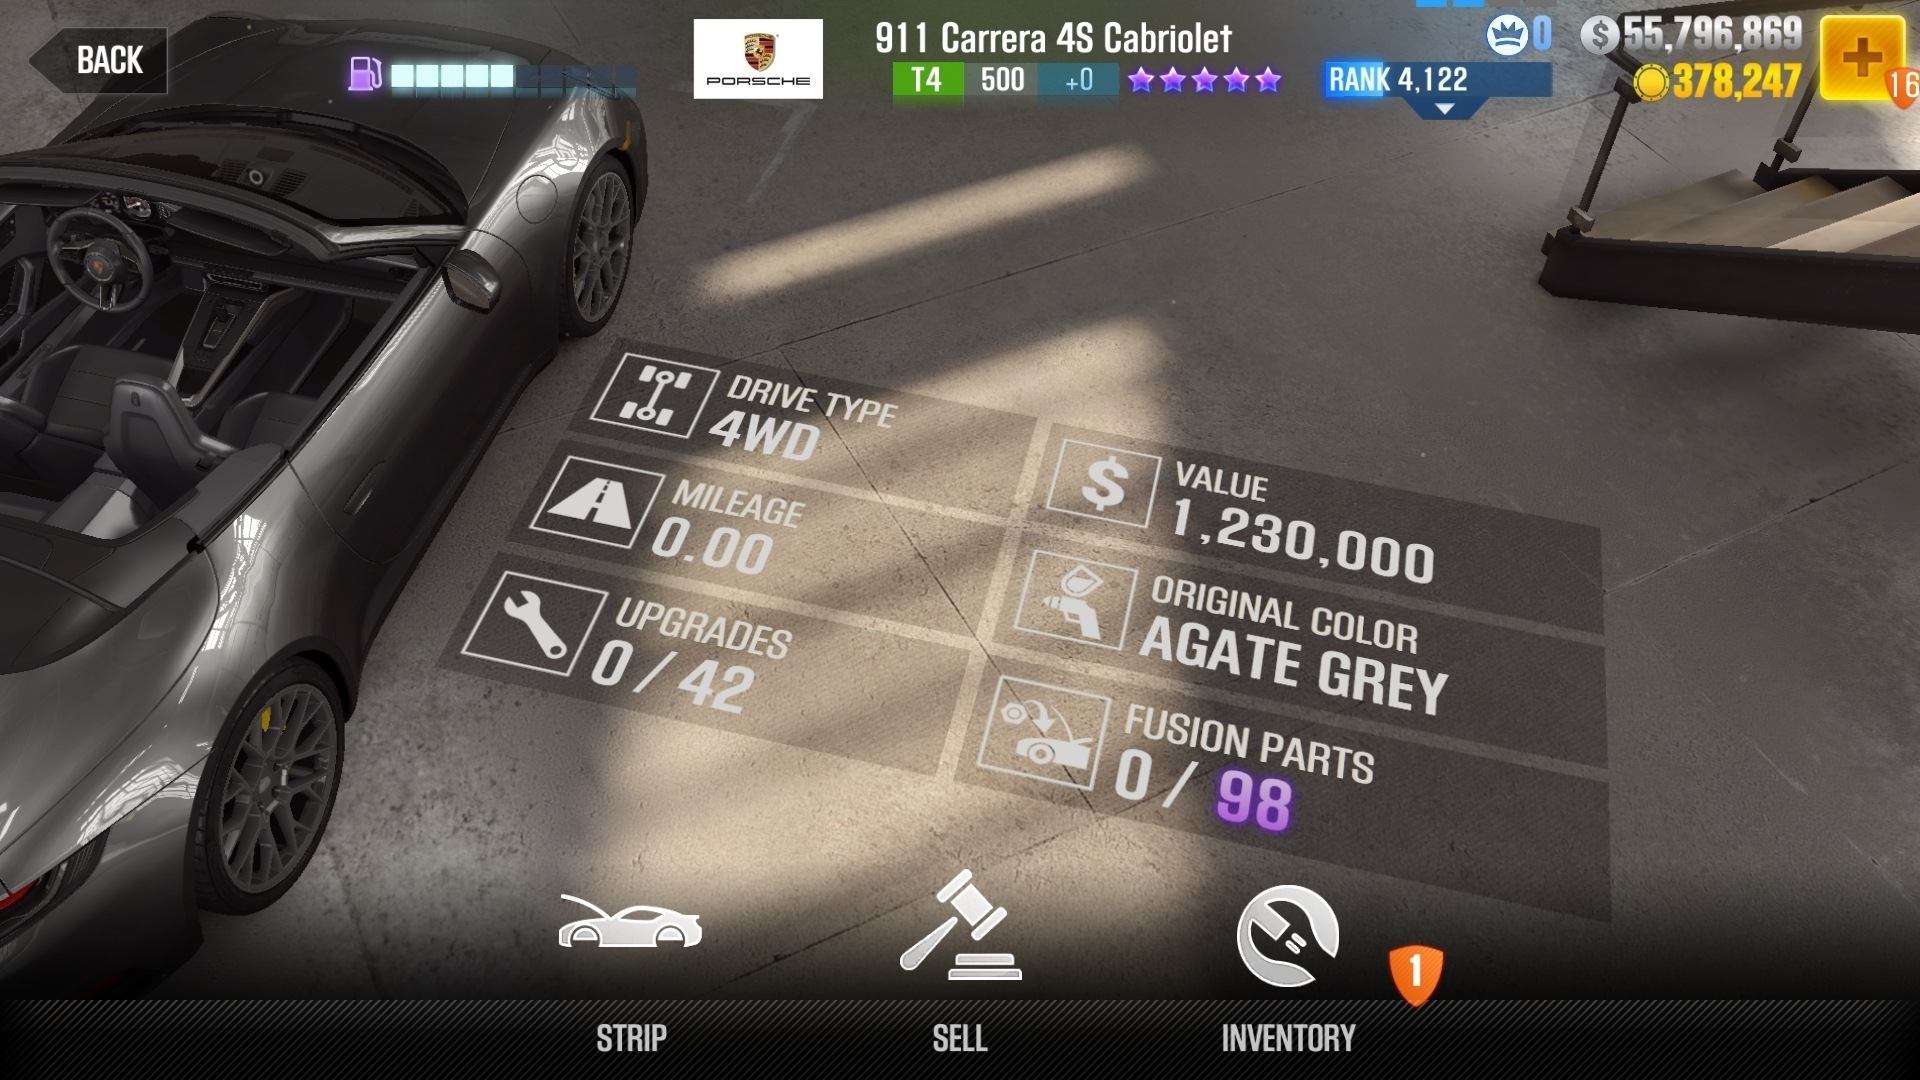 BACK
PORSCHE
911 Carrera 4S Cabriolet
T4 500 +0
RANK 4,122
0
$ 55,796,869
378,247
16
DRIVE TYPE
4WD
MILEAGE
0.00
UPGRADES
0 / 42
$ VALUE
1,230,000
ORIGINAL COLOR
AGATE GREY
FUSION PARTS
0 / 98
1
STRIP
SELL
INVENTORY